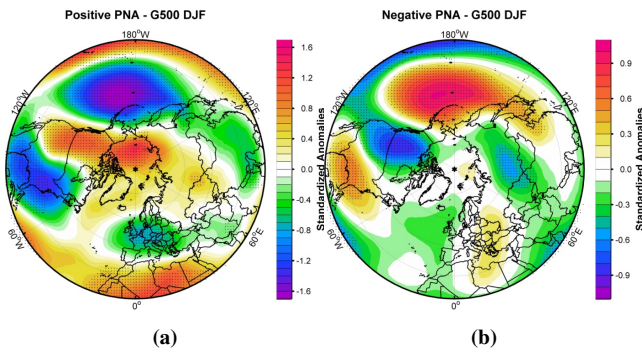 Positive PNA - G500 DJF
180°W
120°W
120°E
60°W
60°E
0°
1.6
1.2
0.8
0.4
0.0
-0.4
-0.8
-1.2
-1.6
Standardized Anomalies
(a)
Negative PNA - G500 DJF
180°W
120°W
120°E
60°W
60°E
0°
0.9
0.6
0.3
0.0
-0.3
-0.6
-0.9
Standardized Anomalies
(b)